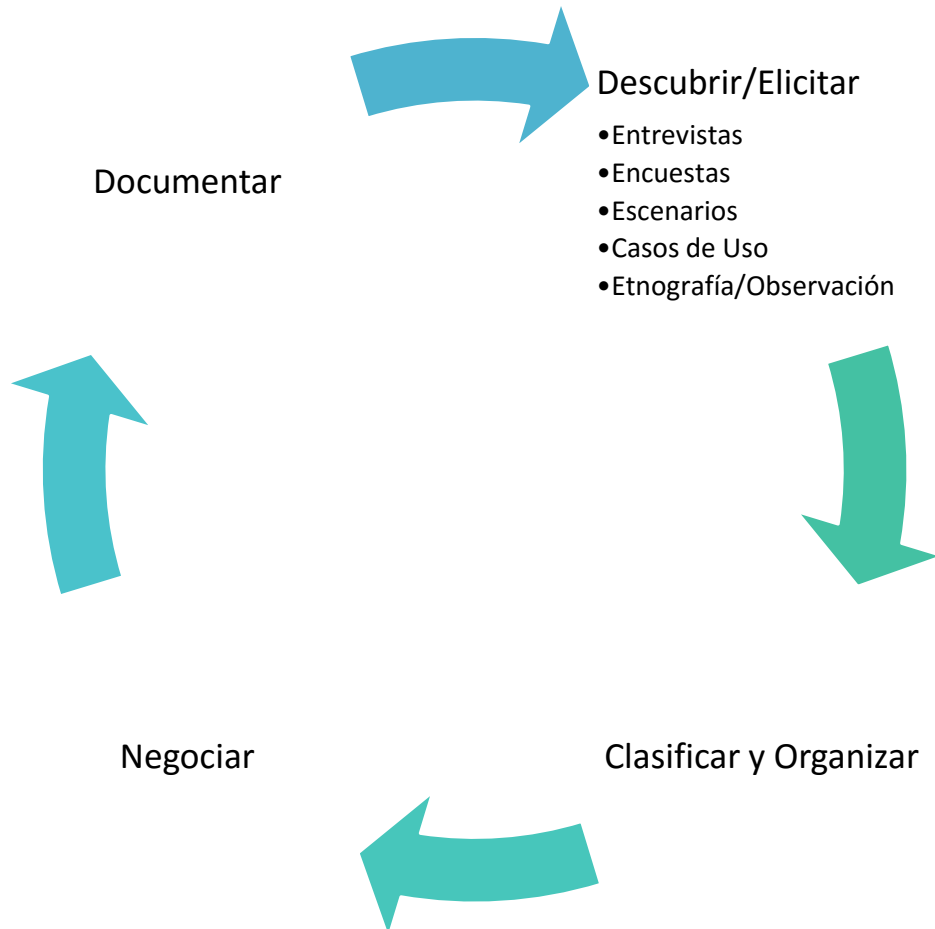 Descubrir/Elicitar
•Entrevistas
•Encuestas
•Escenarios
•Casos de Uso
•Etnografía/Observación
Clasificar y Organizar
Negociar
Documentar